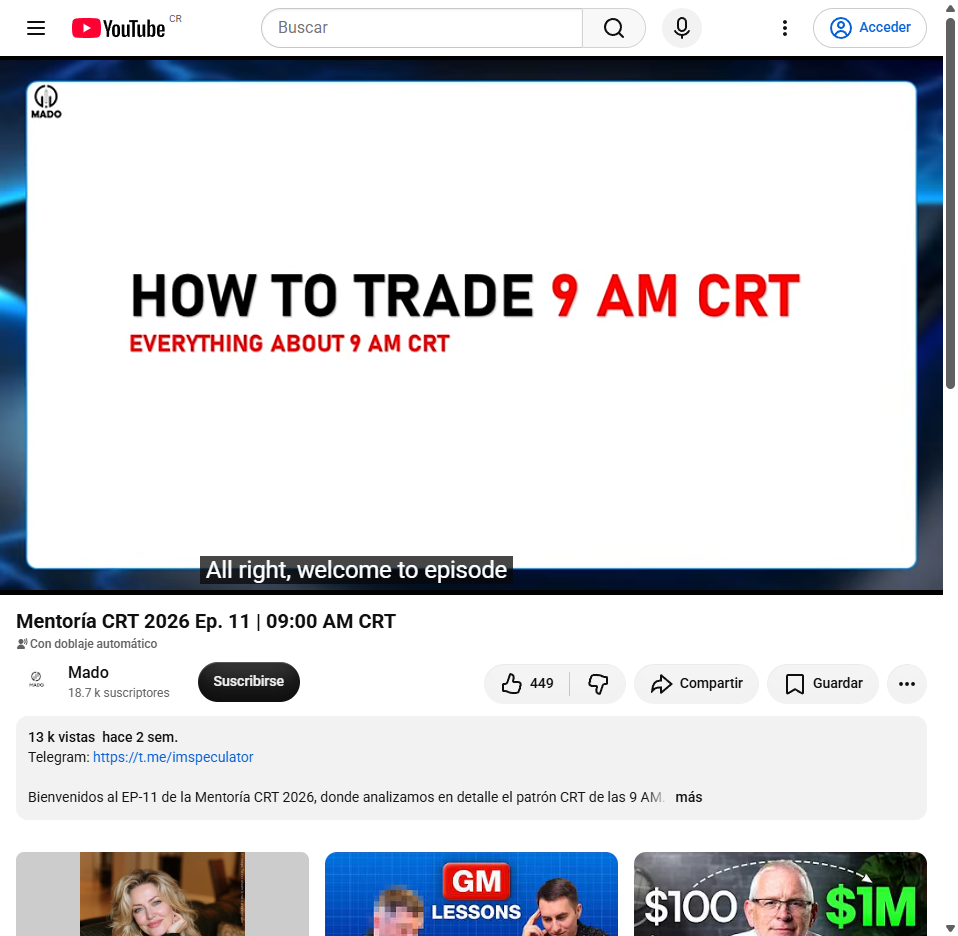 YouTube CR
Buscar
Acceder
MADO
HOW TO TRADE 9 AM CRT
EVERYTHING ABOUT 9 AM CRT
All right, welcome to episode
Mentoría CRT 2026 Ep. 11 | 09:00 AM CRT
Con doblaje automático
MADO
Mado
18.7 k suscriptores
Suscribirse
449
Compartir
Guardar
13 k vistas hace 2 sem.
Telegram: https://t.me/imspeculator
Bienvenidos al EP-11 de la Mentoría CRT 2026, donde analizamos en detalle el patrón CRT de las 9 AM. más
GM
LESSONS
$100
$1M